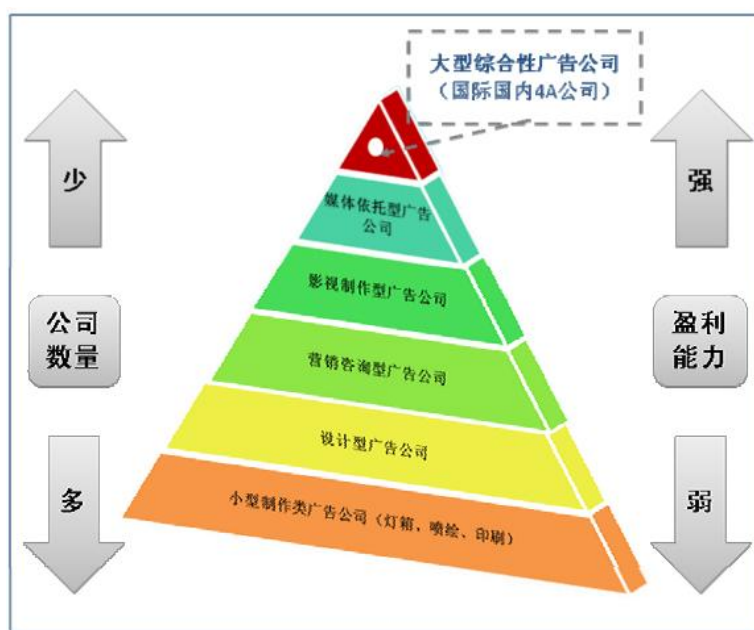 大型综合性广告公司
（国际国内4A公司）
少
强
媒体依托型广告
公司
影视制作型广告公司
公司
数量
盈利
能力
营销咨询型广告公司
设计型广告公司
多
弱
小型制作类广告公司（灯箱、喷绘、印刷）